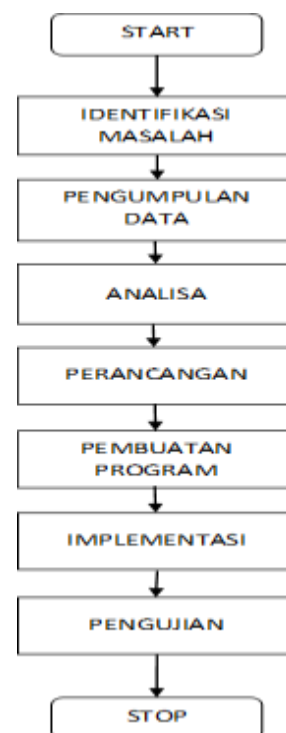 START
IDENTIFIKASI
MASALAH
PENGUMPULAN
DATA
ANALISA
PERANCANGAN
PEMBUATAN
PROGRAM
IMPLEMENTASI
PENGUJIAN
STOP